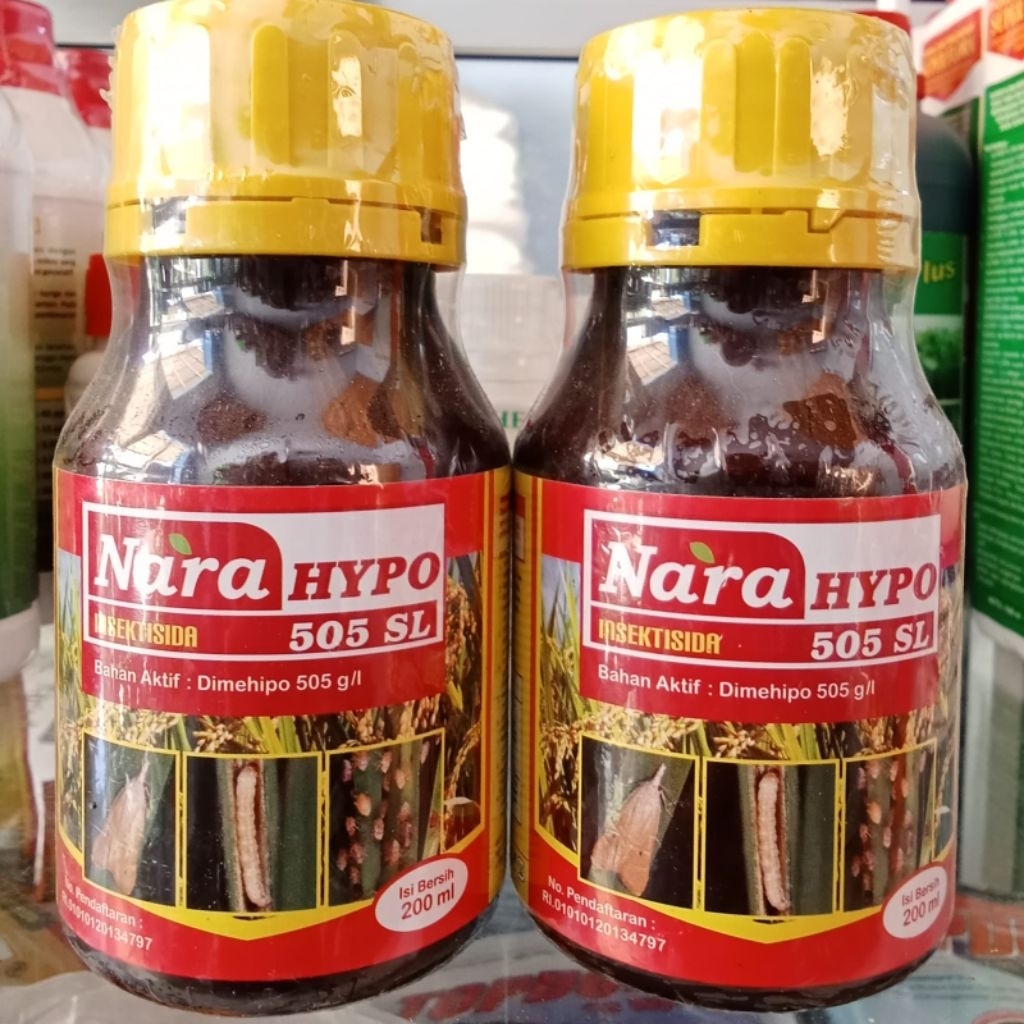 Nara HYPO
INSEKTISIDA 505 SL
Bahan Aktif : Dimehipo 505 g/l
Isi Bersih
200 ml
No. Pendaftaran :
RI.01010120134797
Nara HYPO
INSEKTISIDA 505 SL
Bahan Aktif : Dimehipo 505 g/l
Isi Bersih
200 ml
No. Pendaftaran :
RI.01010120134797
lus